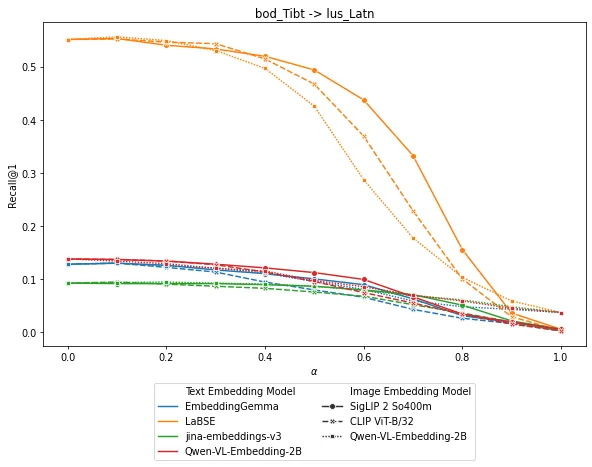 bod_Tibt -> lus_Latn
Recall@1
0.5
0.4
0.3
0.2
0.1
0.0
0.0 0.2 0.4 0.6 0.8 1.0
α
Text Embedding Model Image Embedding Model
EmbeddingGemma SigLIP 2 So400m
LaBSE CLIP ViT-B/32
jina-embeddings-v3 Qwen-VL-Embedding-2B
Qwen-VL-Embedding-2B